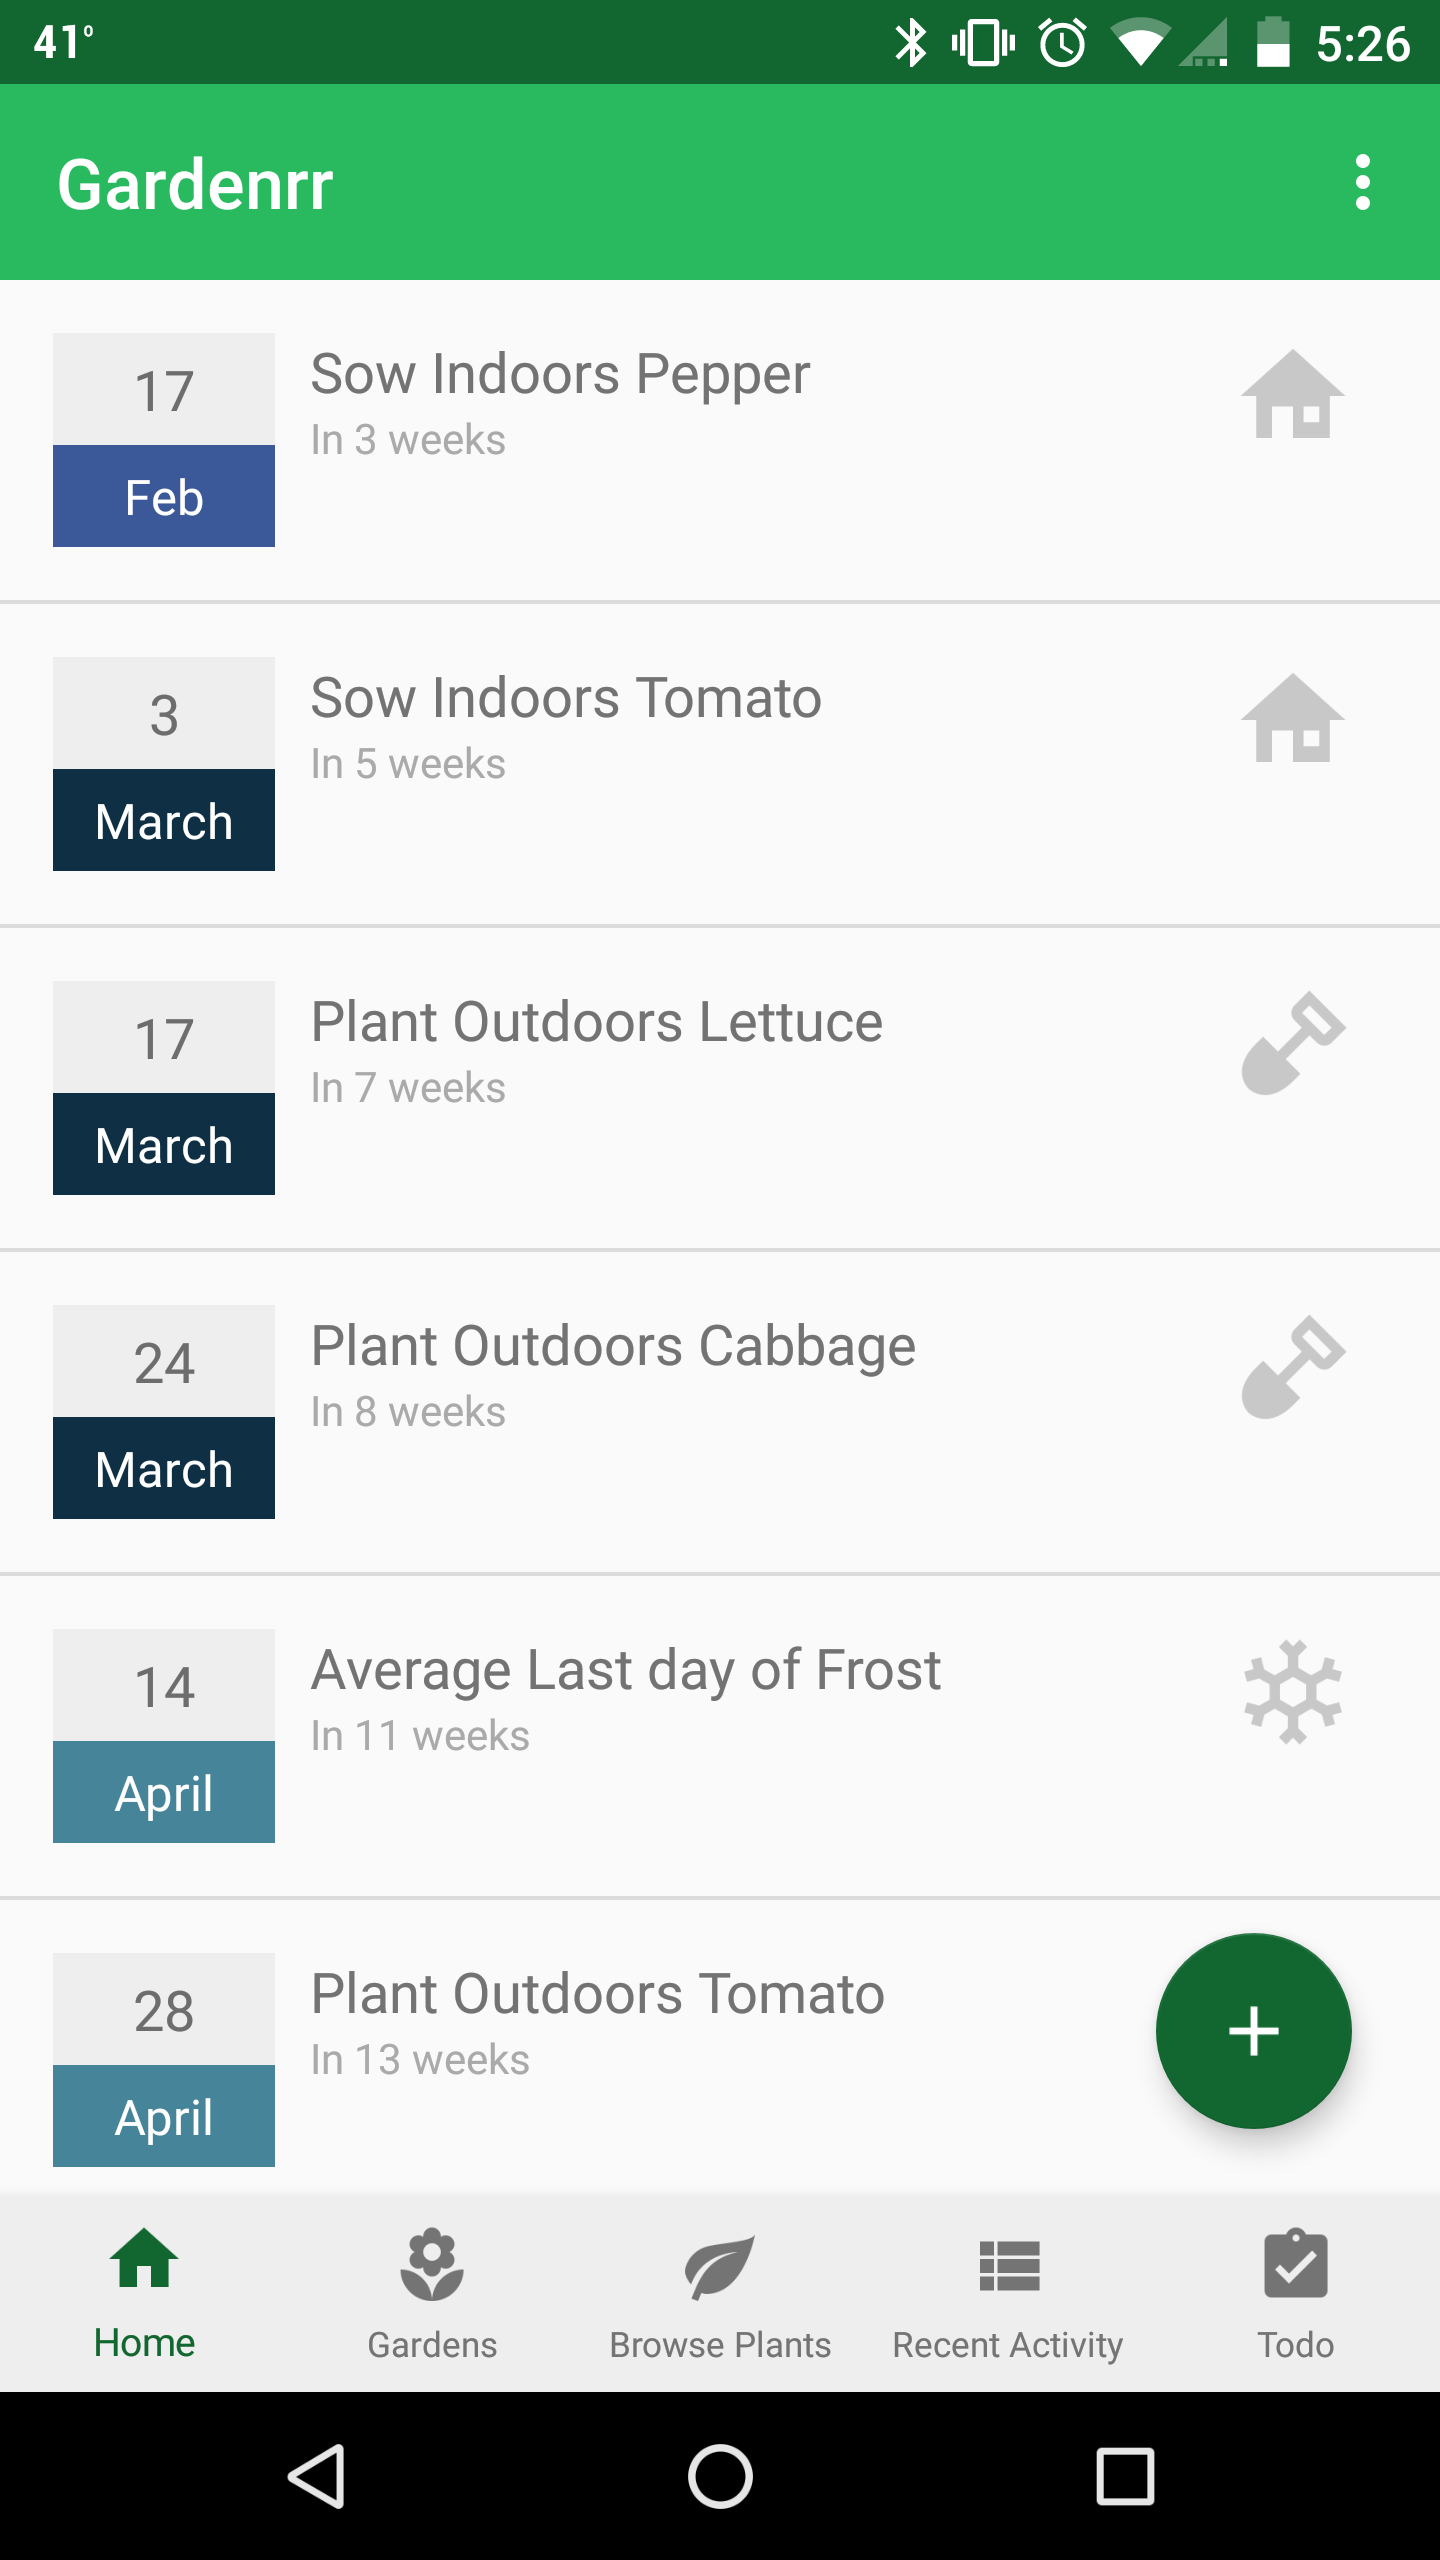 41°
5:26
Gardenrr
17
Feb
Sow Indoors Pepper
In 3 weeks
3
March
Sow Indoors Tomato
In 5 weeks
17
March
Plant Outdoors Lettuce
In 7 weeks
24
March
Plant Outdoors Cabbage
In 8 weeks
14
April
Average Last day of Frost
In 11 weeks
28
April
Plant Outdoors Tomato
In 13 weeks
Home
Gardens
Browse Plants
Recent Activity
Todo